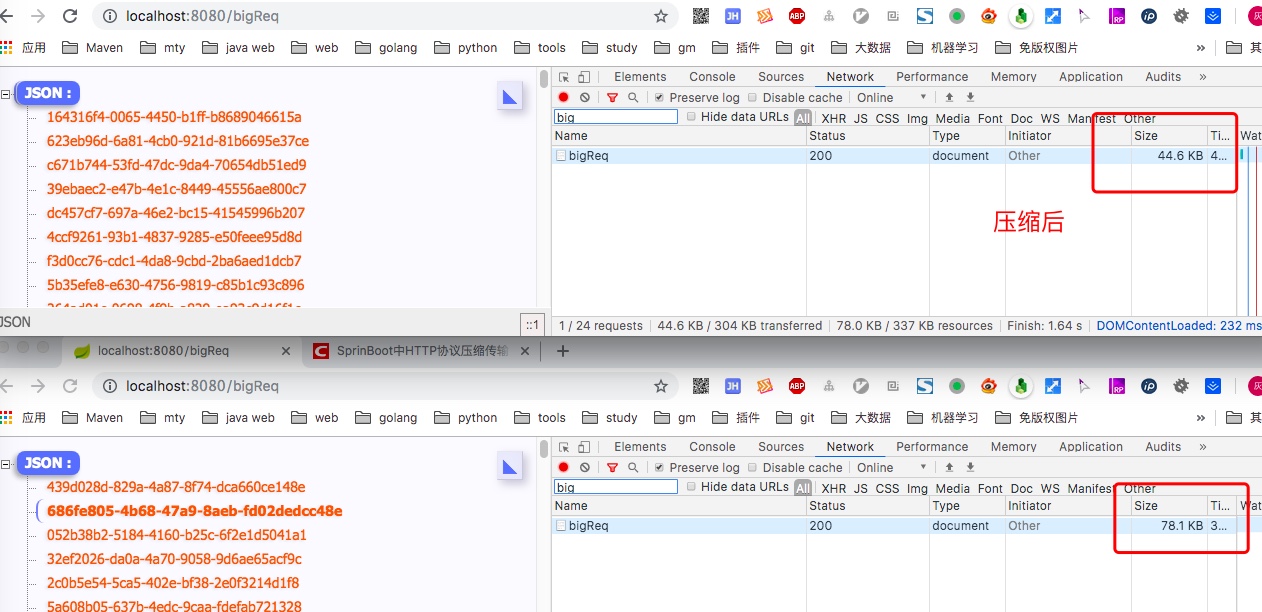 localhost:8080/bigReq
应用 Maven mty java web web golang python tools study gm 插件 git 大数据 机器学习 免版权图片 » 其
Elements Console Sources Network Performance Memory Application Audits »
JSON :
Preserve log Disable cache Online
big Hide data URLs All XHR JS CSS Img Media Font Doc WS Manifest Other
Name Status Type Initiator Size Ti... Wat
bigReq 200 document Other 44.6 KB 4...
164316f4-0065-4450-b1ff-b8689046615a
623eb96d-6a81-4cb0-921d-81b6695e37ce
c671b744-53fd-47dc-9da4-70654db51ed9
39ebaec2-e47b-4e1c-8449-45556ae800c7
dc457cf7-697a-46e2-bc15-41545996b207
压缩后
4ccf9261-93b1-4837-9285-e50feee95d8d
f3d0cc76-cdc1-4da8-9cbd-2ba6aed1dcb7
5b35efe8-e630-4756-9819-c85b1c93c896
JSON ::1
1 / 24 requests 44.6 KB / 304 KB transferred 78.0 KB / 337 KB resources Finish: 1.64 s DOMContentLoaded: 232 ms
localhost:8080/bigReq SprinBoot中HTTP协议压缩传输
localhost:8080/bigReq
应用 Maven mty java web web golang python tools study gm 插件 git 大数据 机器学习 免版权图片 » 其
Elements Console Sources Network Performance Memory Application Audits »
JSON :
Preserve log Disable cache Online
big Hide data URLs All XHR JS CSS Img Media Font Doc WS Manifest Other
Name Status Type Initiator Size Ti... Wat
bigReq 200 document Other 78.1 KB 3...
439d028d-829a-4a87-8f74-dca660ce148e
686fe805-4b68-47a9-8aeb-fd02dedcc48e
052b38b2-5184-4160-b25c-6f2e1d5041a1
32ef2026-da0a-4a70-9058-9d6ae65acf9c
2c0b5e54-5ca5-402e-bf38-2e0f3214d1f8
5a608b05-637b-4edc-9caa-fdefab721328